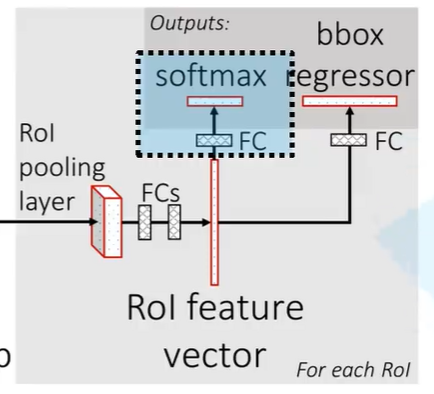 Outputs:
bbox
softmax regressor
FC
FC
RoI
pooling
layer
FCs
RoI feature
vector
For each RoI